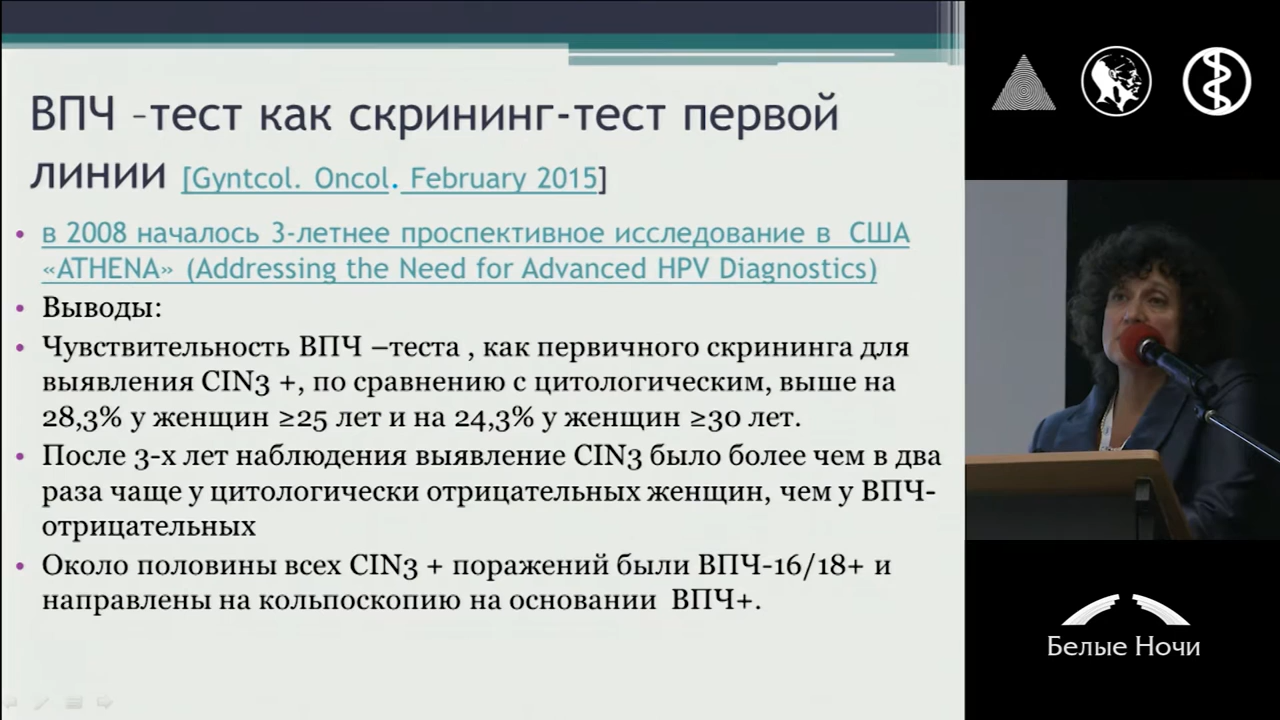 ВПЧ –тест как скрининг-тест первой
линии [Gyntcol. Oncol. February 2015]
• в 2008 началось 3-летнее проспективное исследование в США
«ATHENA» (Addressing the Need for Advanced HPV Diagnostics)
• Выводы:
• Чувствительность ВПЧ –теста , как первичного скрининга для
выявления CIN3 +, по сравнению с цитологическим, выше на
28,3% у женщин ≥25 лет и на 24,3% у женщин ≥30 лет.
• После 3-х лет наблюдения выявление CIN3 было более чем в два
раза чаще у цитологически отрицательных женщин, чем у ВПЧ-
отрицательных
• Около половины всех CIN3 + поражений были ВПЧ-16/18+ и
направлены на кольпоскопию на основании ВПЧ+.
Белые Ночи